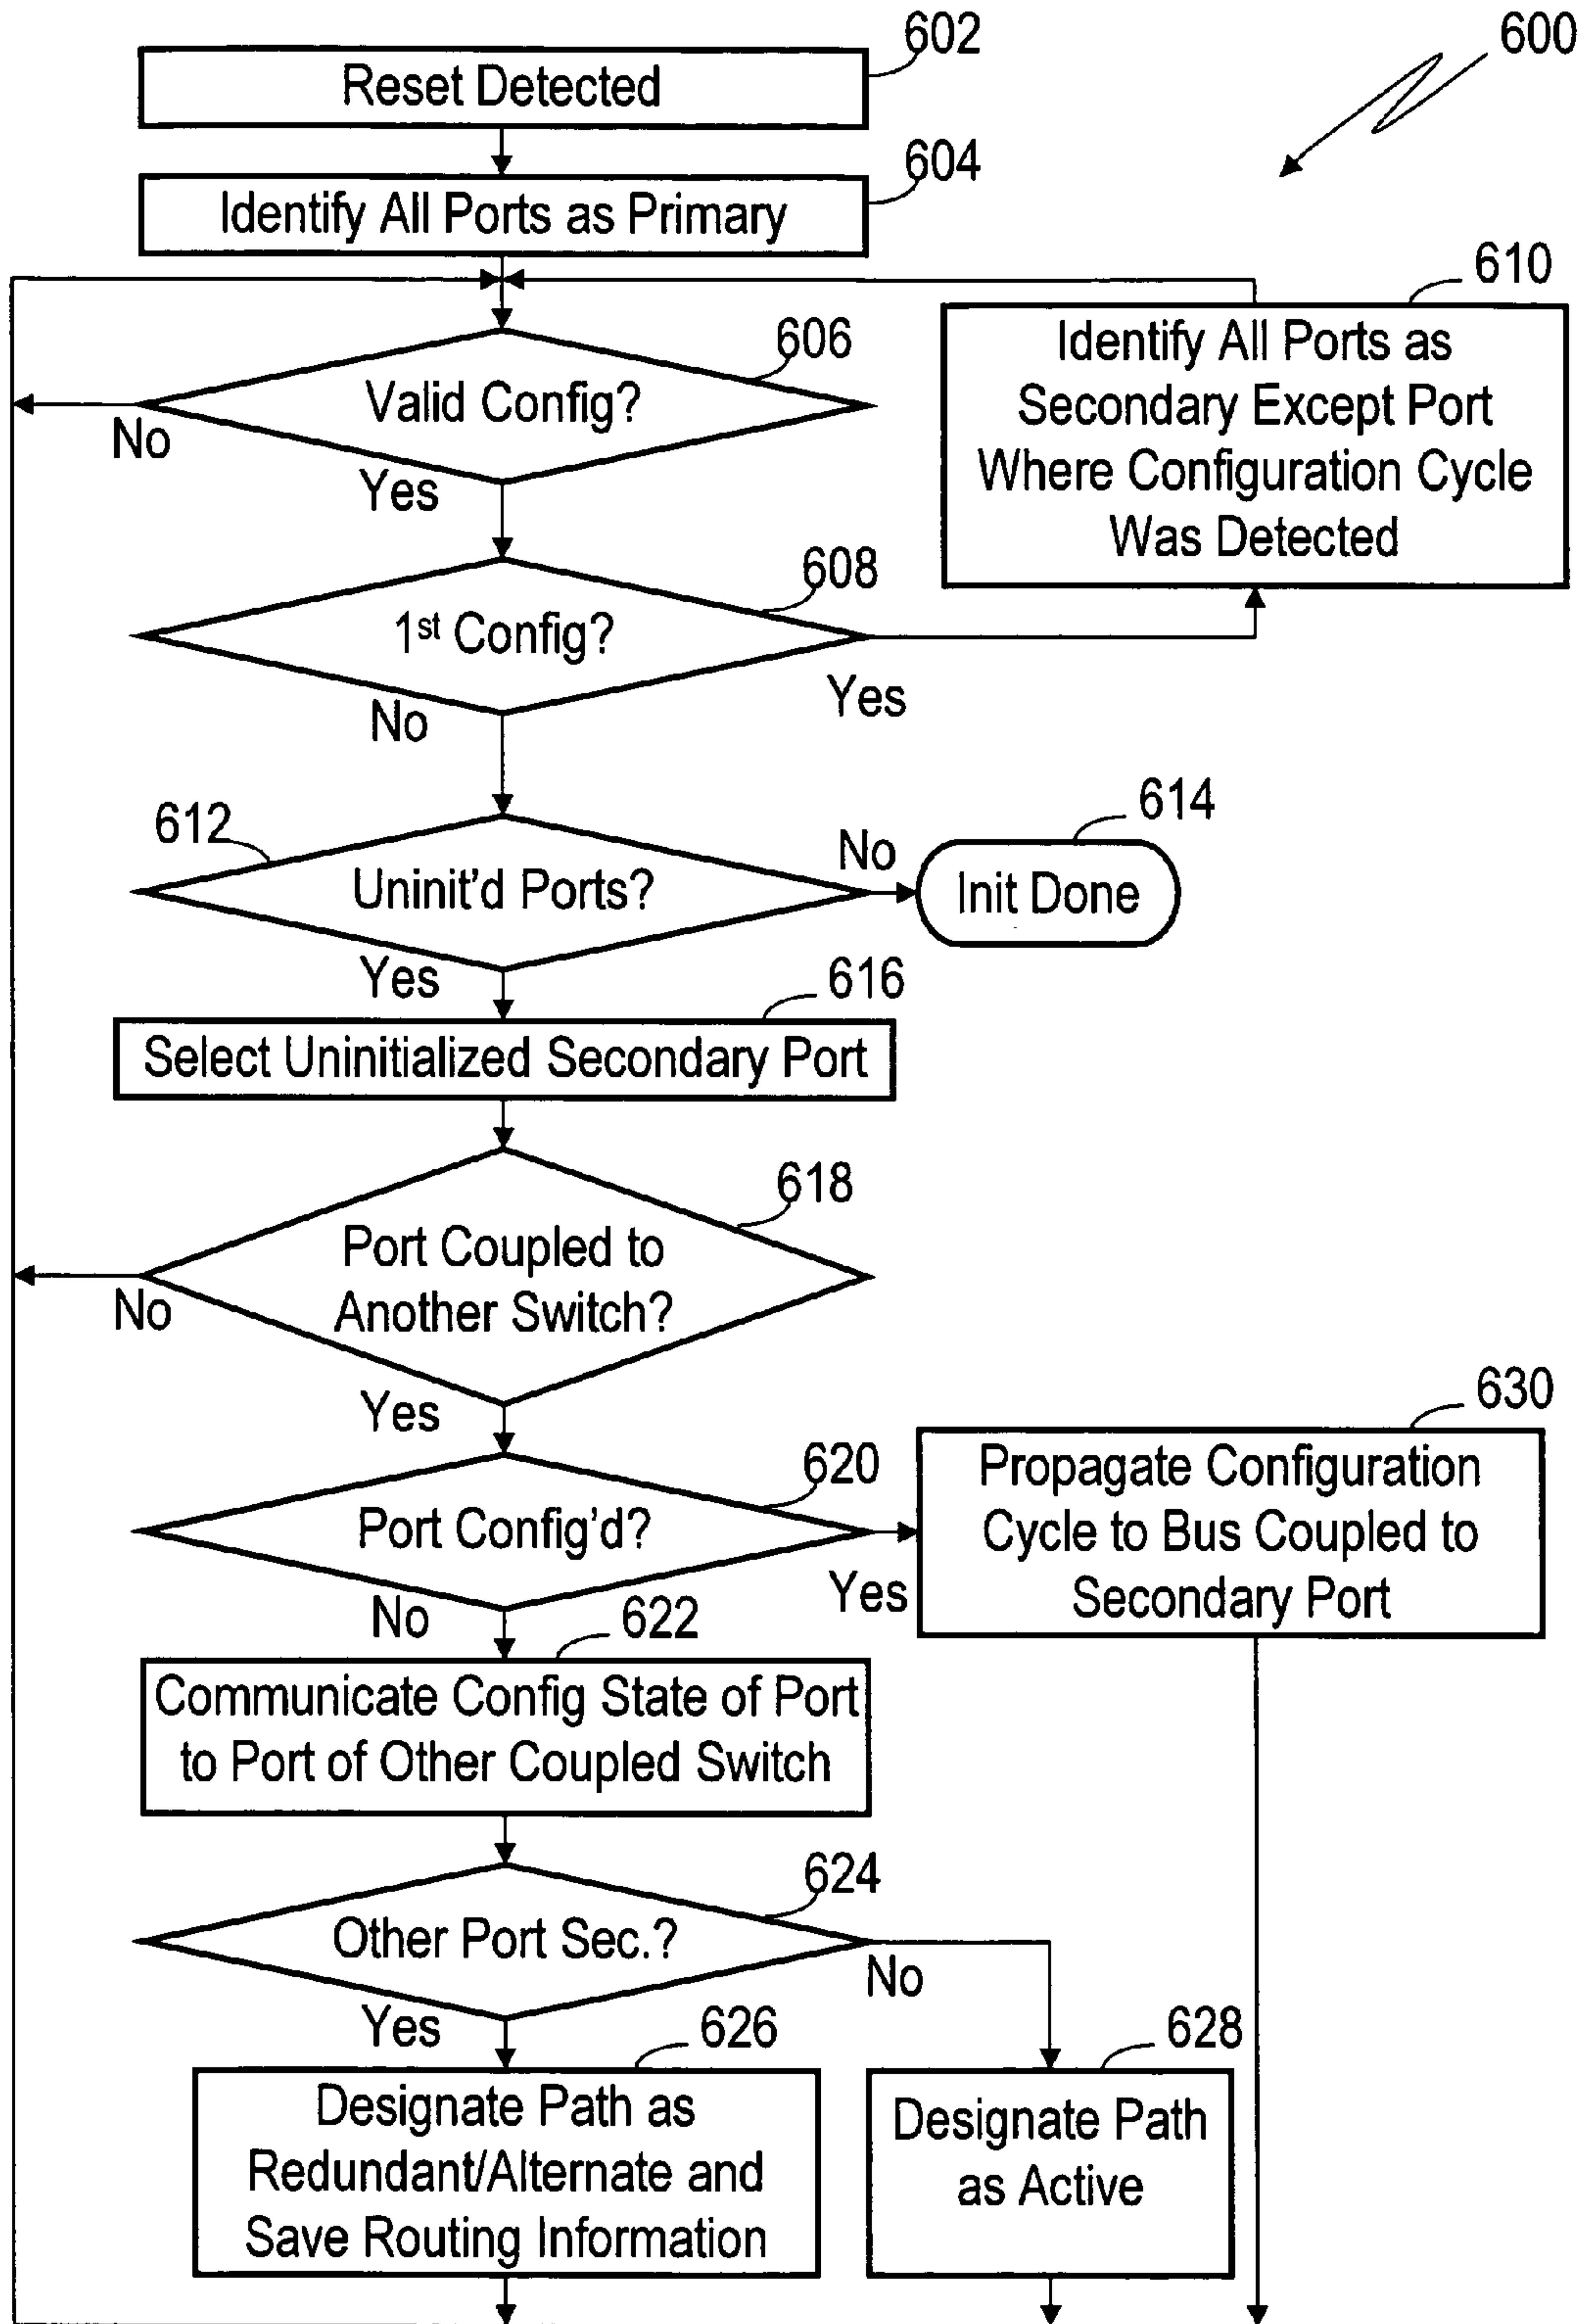 602
600
Reset Detected
604
Identify All Ports as Primary
610
Identify All Ports as
Secondary Except Port
Where Configuration Cycle
Was Detected
606
Valid Config?
No
Yes
608
1st Config?
Yes
No
614
612
No
Uninit'd Ports?
Init Done
Yes
616
Select Uninitialized Secondary Port
618
Port Coupled to
Another Switch?
No
Yes
630
Propagate Configuration
Cycle to Bus Coupled to
Secondary Port
620
Port Config'd?
Yes
No
622
Communicate Config State of Port
to Port of Other Coupled Switch
624
Other Port Sec.?
No
Yes
626
628
Designate Path as
Redundant/Alternate and
Save Routing Information
Designate Path
as Active